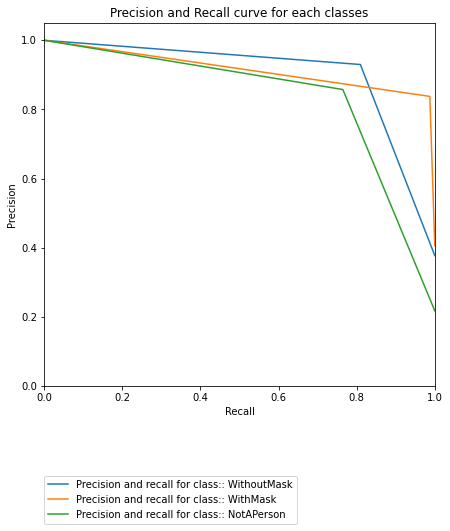 Precision and Recall curve for each classes
1.0
0.8
0.6
0.4
0.2
0.0
Precision
0.0 0.2 0.4 0.6 0.8 1.0
Recall
Precision and recall for class:: WithoutMask
Precision and recall for class:: WithMask
Precision and recall for class:: NotAPerson